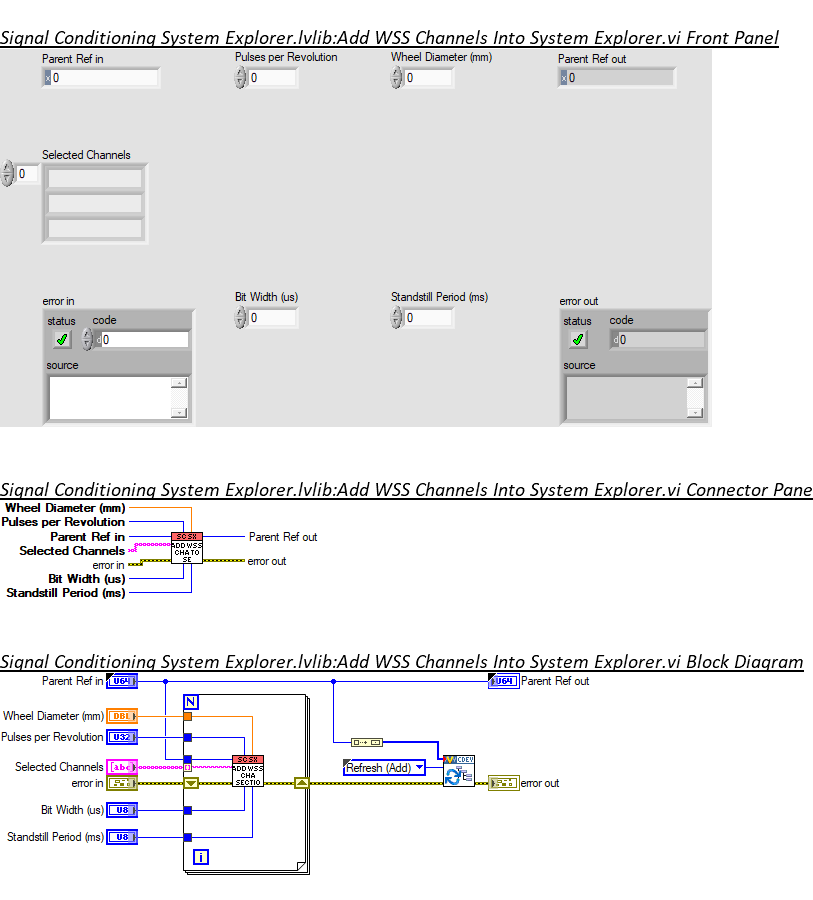 Signal Conditioning System Explorer.lvlib:Add WSS Channels Into System Explorer.vi Front Panel
Parent Ref in
Pulses per Revolution
Wheel Diameter (mm)
Parent Ref out
x 0
0
0
x 0
Selected Channels
0
Bit Width (us)
Standstill Period (ms)
error in
error out
0
0
status
code
status
code
d 0
d 0
source
source
Signal Conditioning System Explorer.lvlib:Add WSS Channels Into System Explorer.vi Connector Pane
Wheel Diameter (mm)
Pulses per Revolution
Parent Ref in
Parent Ref out
Selected Channels
error in
error out
Bit Width (us)
Standstill Period (ms)
SCSX
ADD WSS
CHA TO
SE
Signal Conditioning System Explorer.lvlib:Add WSS Channels Into System Explorer.vi Block Diagram
Parent Ref in
U64
U64
Parent Ref out
N
Wheel Diameter (mm)
DBL
Pulses per Revolution
U32
Selected Channels
abc
SCSX
ADD WSS
CHA
SECTIO
Refresh (Add)
CDEV
error in
error out
Bit Width (us)
U8
Standstill Period (ms)
U8
i